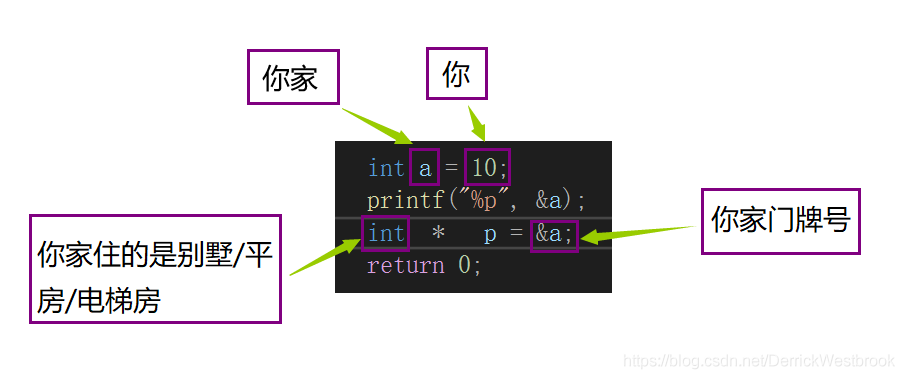 你家
你
int a = 10;
printf("%p", &a);
int * p = &a;
return 0;
你家门牌号
你家住的是别墅/平
房/电梯房
https://blog.csdn.net/DerrickWestbrook